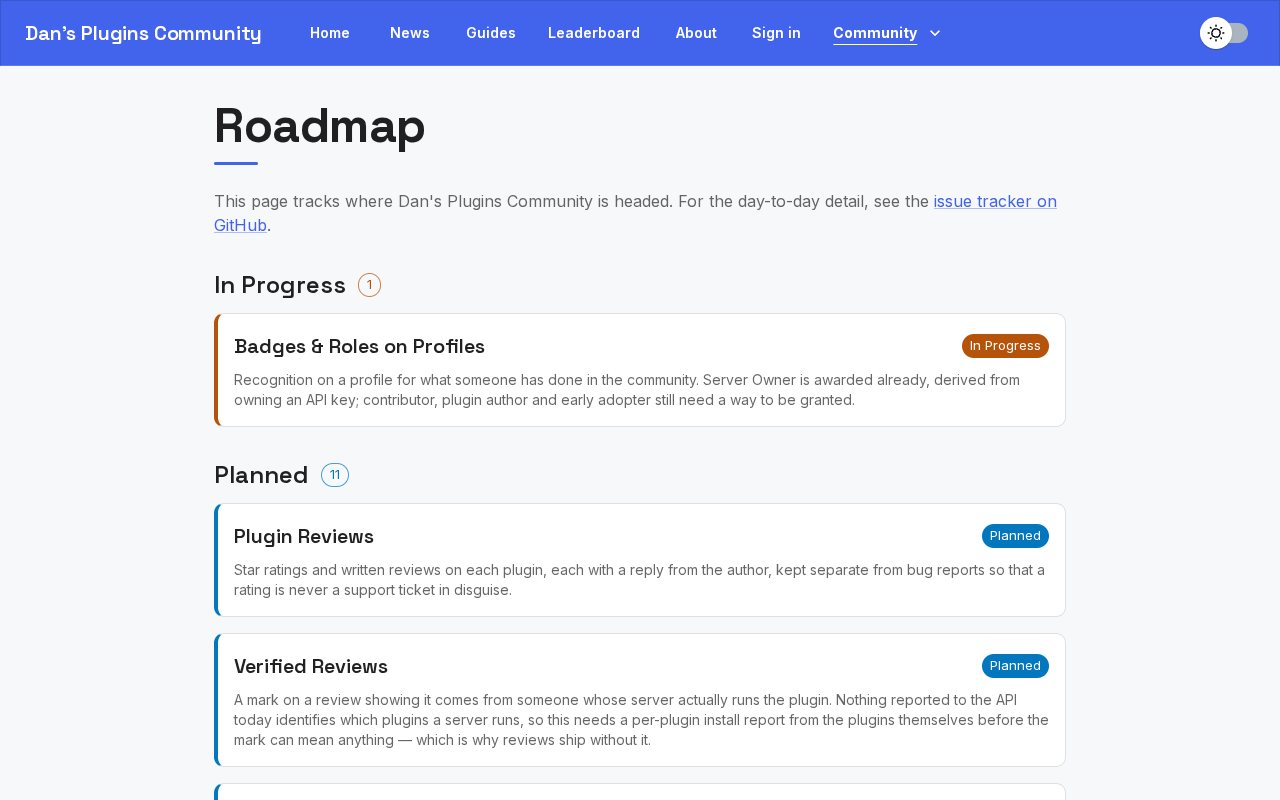 Dan's Plugins Community
Home
News
Guides
Leaderboard
About
Sign in
Community
Roadmap
This page tracks where Dan's Plugins Community is headed. For the day-to-day detail, see the issue tracker on
GitHub.
In Progress 1
Badges & Roles on Profiles
In Progress
Recognition on a profile for what someone has done in the community. Server Owner is awarded already, derived from
owning an API key; contributor, plugin author and early adopter still need a way to be granted.
Planned 11
Plugin Reviews
Planned
Star ratings and written reviews on each plugin, each with a reply from the author, kept separate from bug reports so that a
rating is never a support ticket in disguise.
Verified Reviews
Planned
A mark on a review showing it comes from someone whose server actually runs the plugin. Nothing reported to the API
today identifies which plugins a server runs, so this needs a per-plugin install report from the plugins themselves before the
mark can mean anything — which is why reviews ship without it.